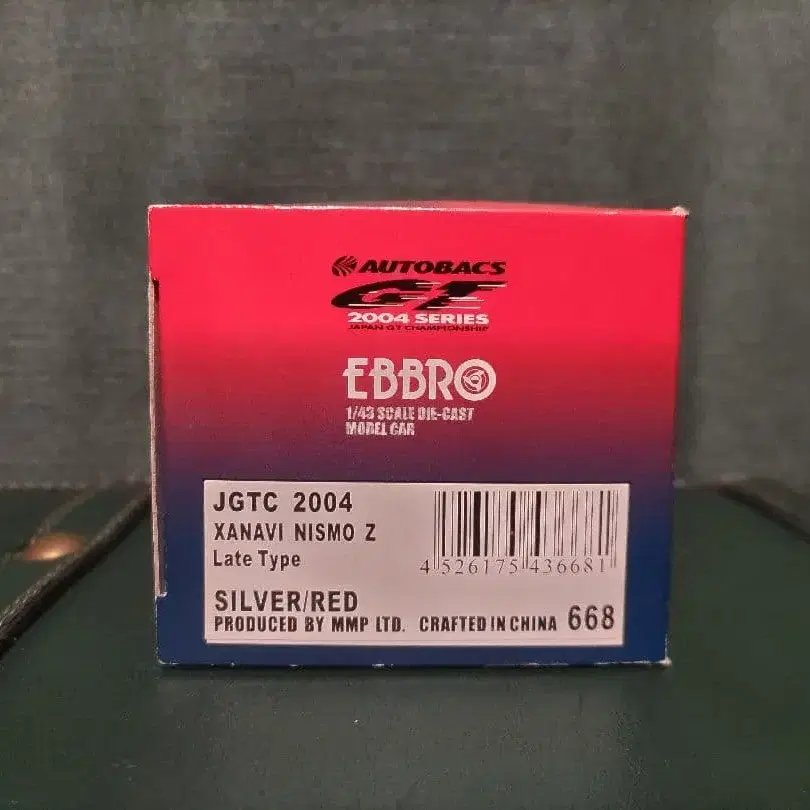 AUTOBACS
GT
2004 SERIES
JAPAN GT CHAMPIONSHIP
EBBRO
1/43 SCALE DIE-CAST
MODEL CAR
JGTC 2004
XANAVI NISMO Z
Late Type
4 526175 436681
SILVER/RED
PRODUCED BY MMP LTD. CRAFTED IN CHINA 668